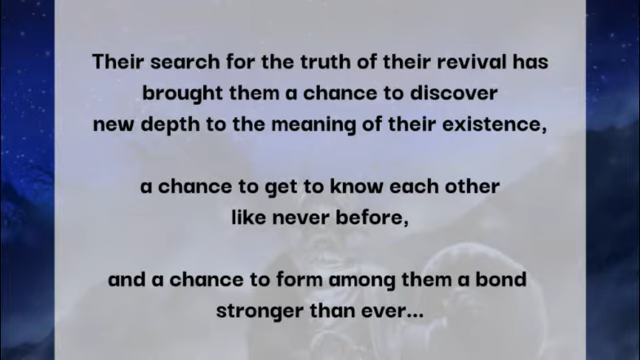 Their search for the truth of their revival has
brought them a chance to discover
new depth to the meaning of their existence,
a chance to get to know each other
like never before,
and a chance to form among them a bond
stronger than ever...